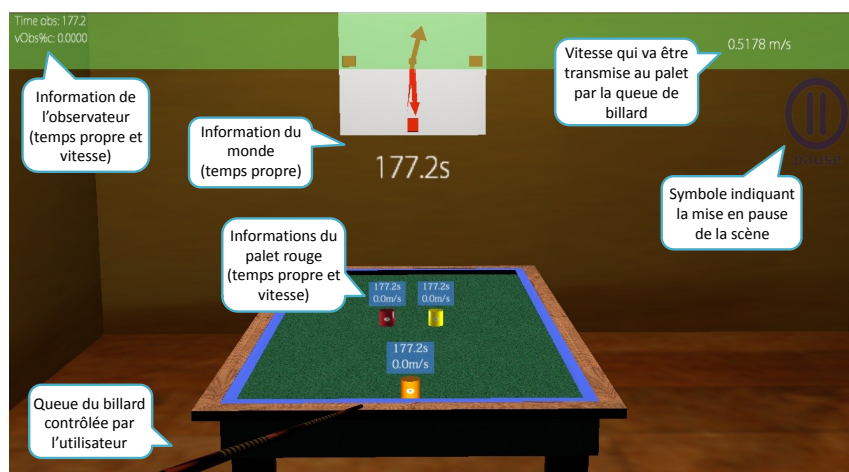 Time obs: 177.2
vObs%c: 0.0000
Information de
l'observateur
(temps propre et
vitesse)
Information du
monde
(temps propre)
177.2s
Vitesse qui va être
transmise au palet
par la queue de
billard
0.5178 m/s
pause
Symbole indiquant
la mise en pause
de la scène
Informations du
palet rouge
(temps propre et
vitesse)
177.2s
0.0m/s
177.2s
0.0m/s
177.2s
0.0m/s
Queue du billard
contrôlée par
l'utilisateur